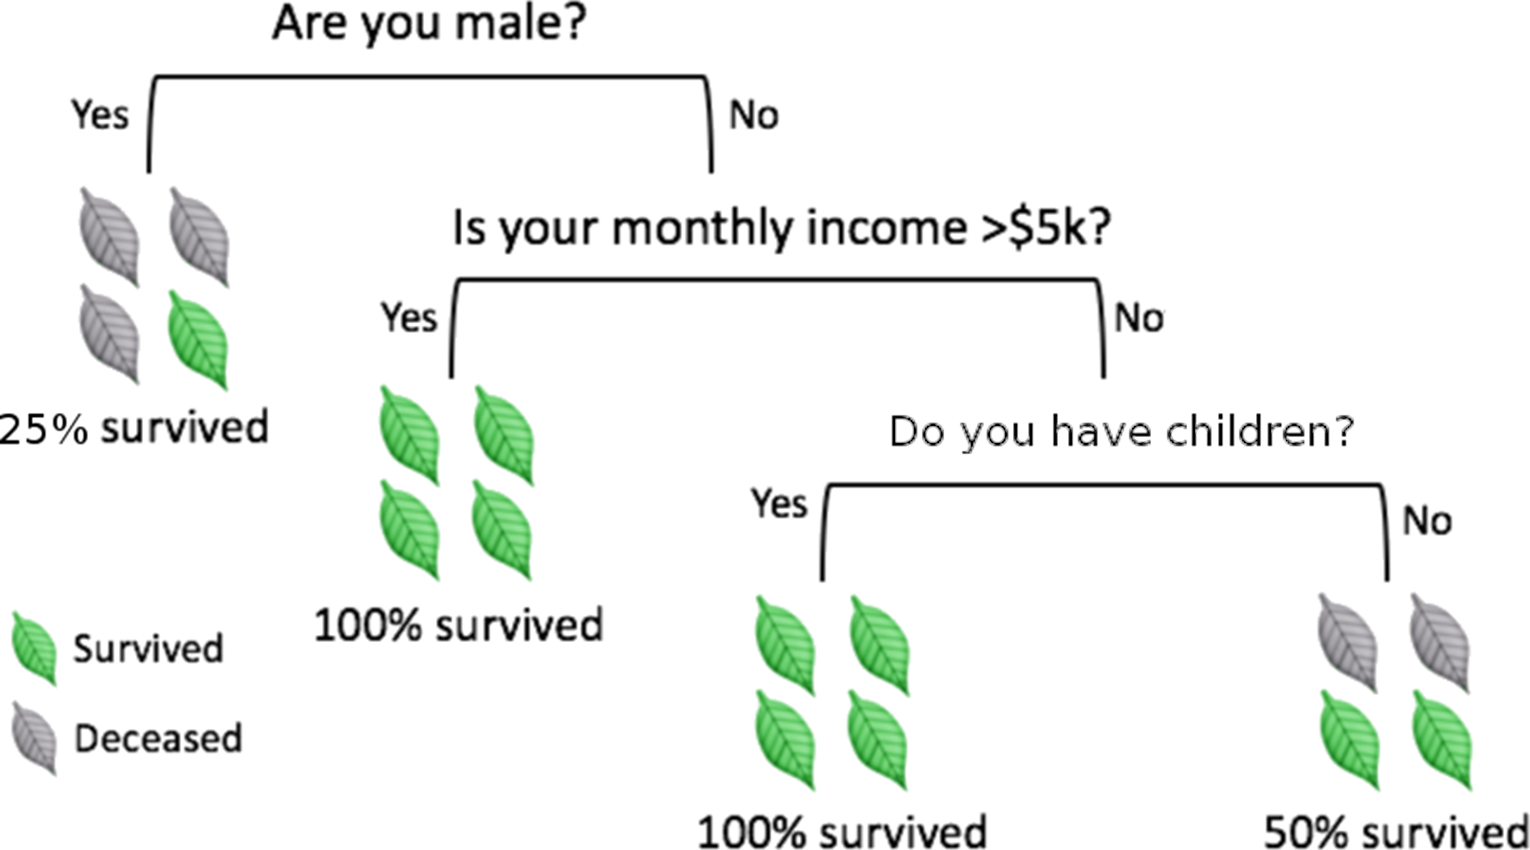 Are you male?
Yes
No
Is your monthly income >$5k?
Yes
No
25% survived
Do you have children?
Yes
No
100% survived
Survived
Deceased
100% survived
50% survived